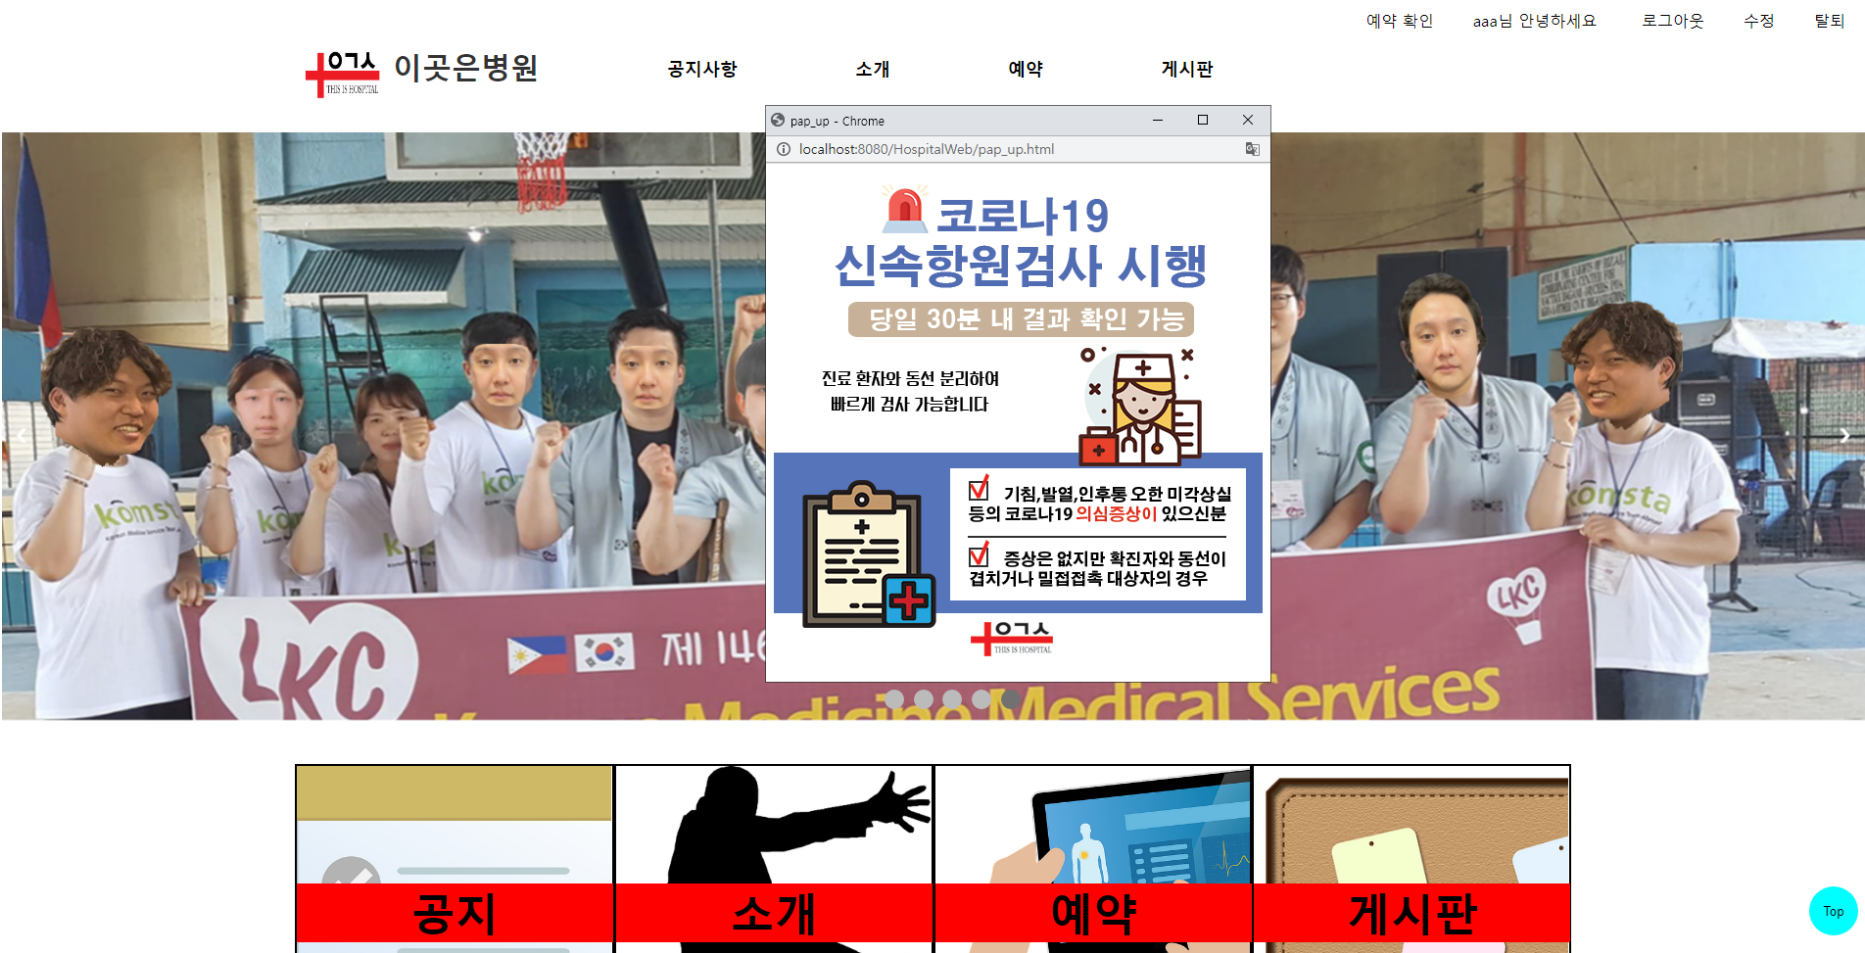 예약 확인 aaa님 안녕하세요 로그아웃 수정 탈퇴
이곳은병원
THIS IS HOSPITAL
공지사항 소개 예약 게시판
pap_up - Chrome
localhost:8080/HospitalWeb/pap_up.html
코로나19
신속항원검사 시행
당일 30분 내 결과 확인 가능
진료 환자와 동선 분리하여
빠르게 검사 가능합니다
기침,발열,인후통 오한 미각상실
등의 코로나19 의심증상이 있으신분
증상은 없지만 확진자와 동선이
겹치거나 밀접접촉 대상자의 경우
ㅇㄱㅅ
THIS IS HOSPITAL
komsta
ko
k
ko
komsta
LKC
제 146
LKC
Medicine Medical Services
공지 소개 예약 게시판
Top